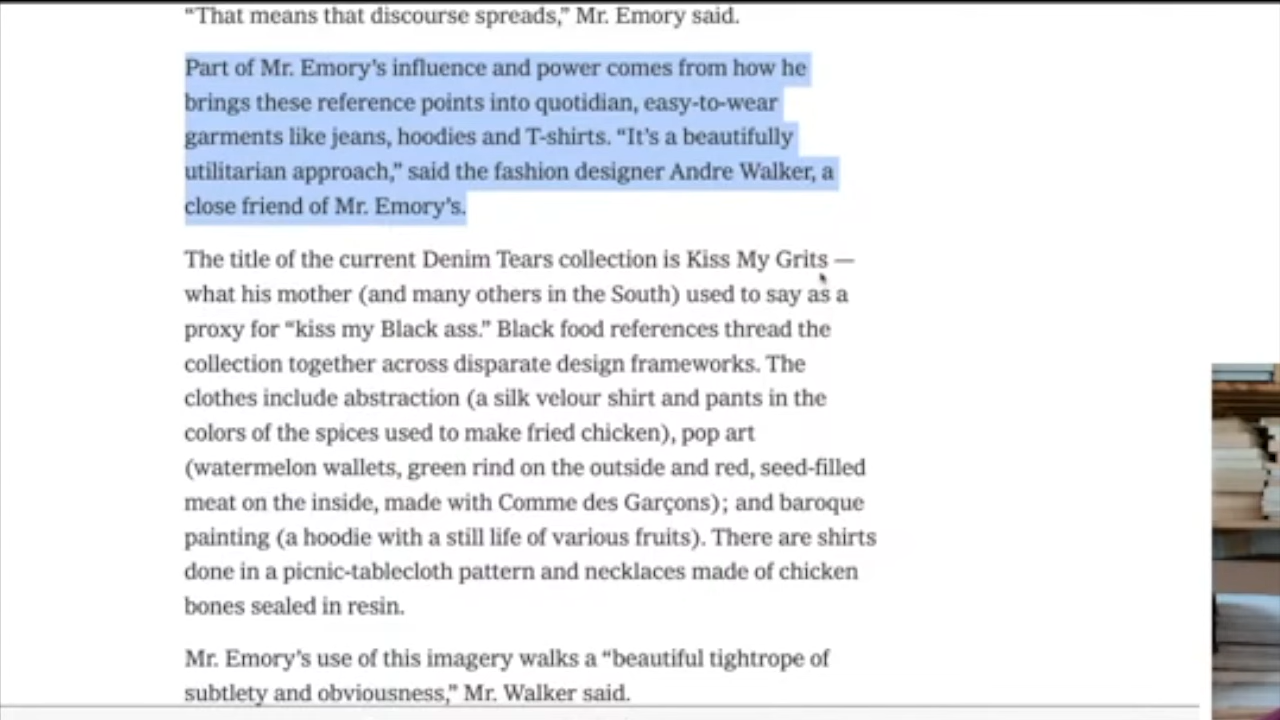 “That means that discourse spreads,” Mr. Emory said.
Part of Mr. Emory’s influence and power comes from how he
brings these reference points into quotidian, easy-to-wear
garments like jeans, hoodies and T-shirts. “It’s a beautifully
utilitarian approach,” said the fashion designer Andre Walker, a
close friend of Mr. Emory’s.
The title of the current Denim Tears collection is Kiss My Grits —
what his mother (and many others in the South) used to say as a
proxy for “kiss my Black ass.” Black food references thread the
collection together across disparate design frameworks. The
clothes include abstraction (a silk velour shirt and pants in the
colors of the spices used to make fried chicken), pop art
(watermelon wallets, green rind on the outside and red, seed-filled
meat on the inside, made with Comme des Garçons); and baroque
painting (a hoodie with a still life of various fruits). There are shirts
done in a picnic-tablecloth pattern and necklaces made of chicken
bones sealed in resin.
Mr. Emory’s use of this imagery walks a “beautiful tightrope of
subtlety and obviousness,” Mr. Walker said.